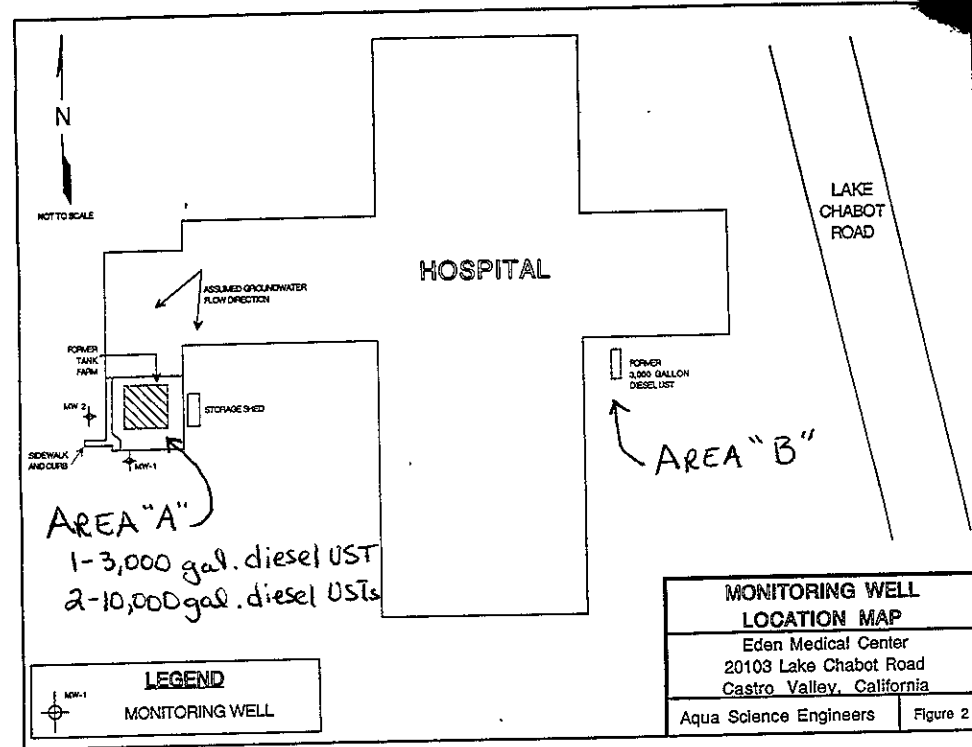 N
NOT TO SCALE
HOSPITAL
LAKE
CHABOT
ROAD
ASSUMED GROUNDWATER
FLOW DIRECTION
FORMER
TANK
FARM
MW-2
STORAGE SHED
SIDEWALK
AND CURB
MW-1
FORMER
3,000 GALLON
DIESEL UST
AREA "B"
AREA "A"
1-3,000 gal. diesel UST
2-10,000 gal. diesel USTs
LEGEND
MW-1
MONITORING WELL
MONITORING WELL
LOCATION MAP
Eden Medical Center
20103 Lake Chabot Road
Castro Valley, California
Aqua Science Engineers
Figure 2